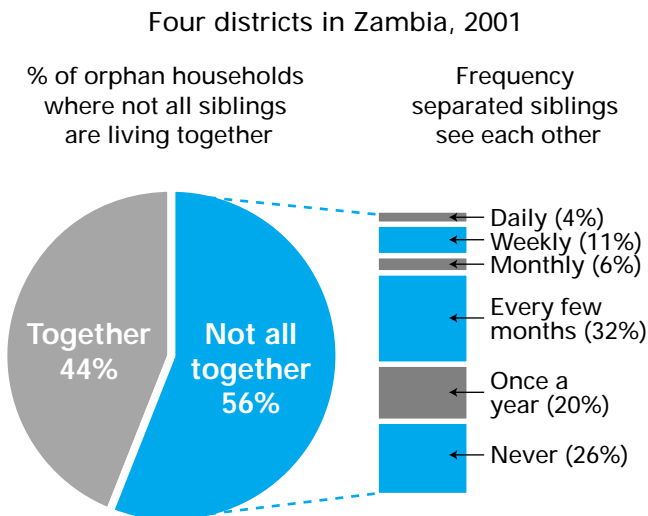 Four districts in Zambia, 2001
% of orphan households
where not all siblings
are living together
Frequency
separated siblings
see each other
Together
44%
Not all
together
56%
Daily (4%)
Weekly (11%)
Monthly (6%)
Every few
months (32%)
Once a
year (20%)
Never (26%)